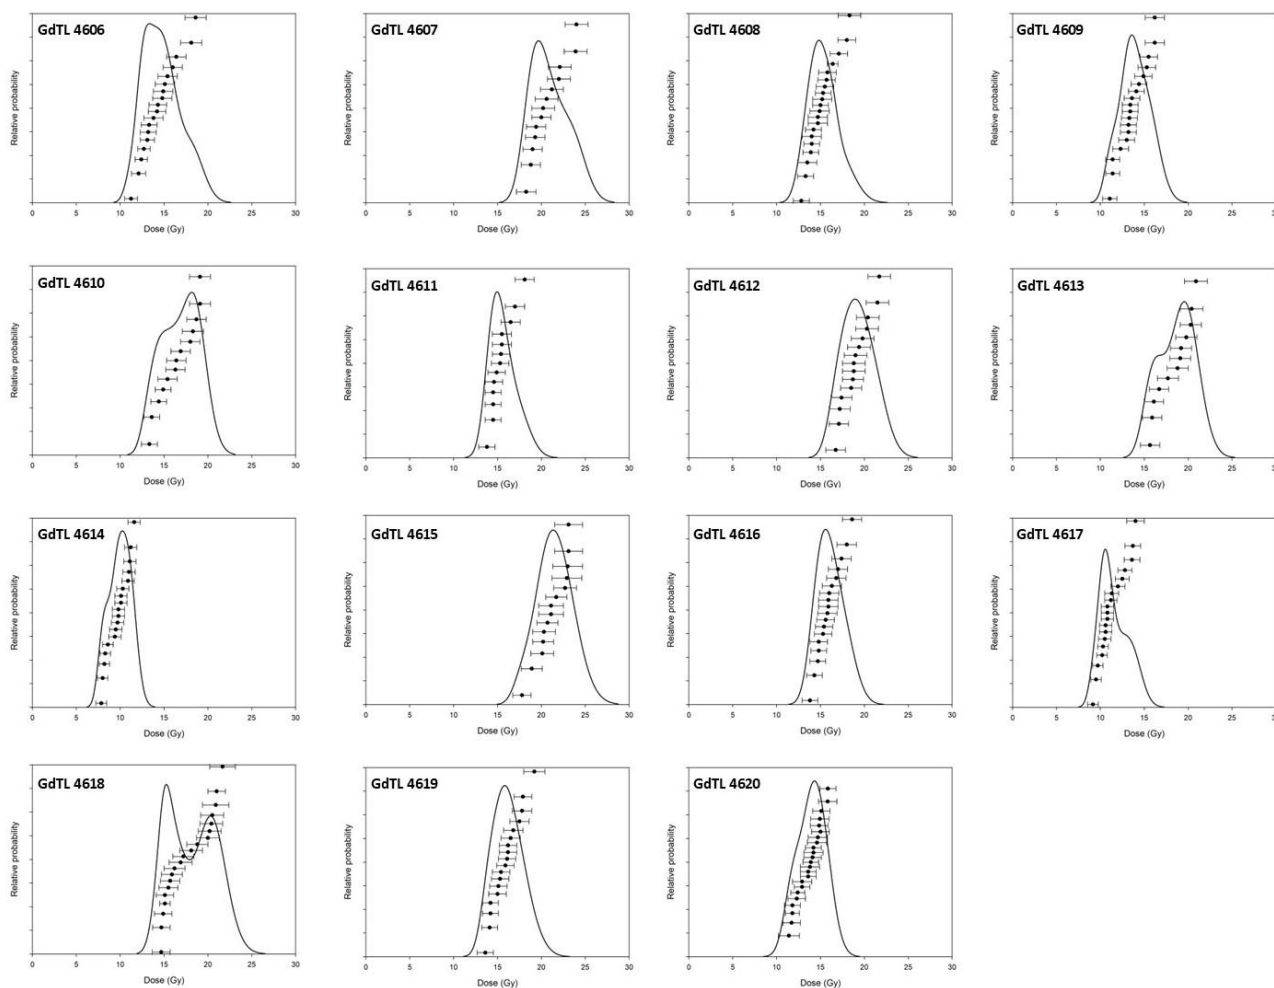 GdTL 4606
Relative probability
0 5 10 15 20 25 30
Dose (Gy)
GdTL 4607
Relative probability
0 5 10 15 20 25 30
Dose (Gy)
GdTL 4608
Relative probability
0 5 10 15 20 25 30
Dose (Gy)
GdTL 4609
Relative probability
0 5 10 15 20 25 30
Dose (Gy)
GdTL 4610
Relative probability
0 5 10 15 20 25 30
Dose (Gy)
GdTL 4611
Relative probability
0 5 10 15 20 25 30
Dose (Gy)
GdTL 4612
Relative probability
0 5 10 15 20 25 30
Dose (Gy)
GdTL 4613
Relative probability
0 5 10 15 20 25 30
Dose (Gy)
GdTL 4614
Relative probability
0 5 10 15 20 25 30
Dose (Gy)
GdTL 4615
Relative probability
0 5 10 15 20 25 30
Dose (Gy)
GdTL 4616
Relative probability
0 5 10 15 20 25 30
Dose (Gy)
GdTL 4617
Relative probability
0 5 10 15 20 25 30
Dose (Gy)
GdTL 4618
Relative probability
0 5 10 15 20 25 30
Dose (Gy)
GdTL 4619
Relative probability
0 5 10 15 20 25 30
Dose (Gy)
GdTL 4620
Relative probability
0 5 10 15 20 25 30
Dose (Gy)